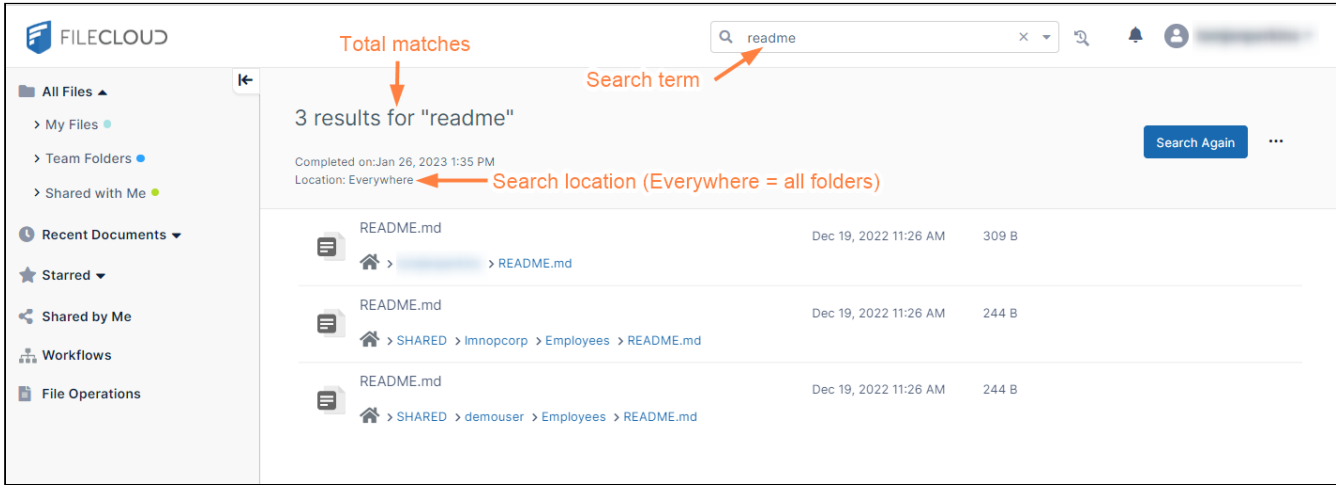 FILECLOUD
Total matches
readme
Search term
All Files
My Files
Team Folders
Shared with Me
Recent Documents
Starred
Shared by Me
Workflows
File Operations
3 results for "readme"
Completed on:Jan 26, 2023 1:35 PM
Location: Everywhere
Search location (Everywhere = all folders)
Search Again
README.md Dec 19, 2022 11:26 AM 309 B
> > README.md
README.md Dec 19, 2022 11:26 AM 244 B
> SHARED > lmnopcorp > Employees > README.md
README.md Dec 19, 2022 11:26 AM 244 B
> SHARED > demouser > Employees > README.md